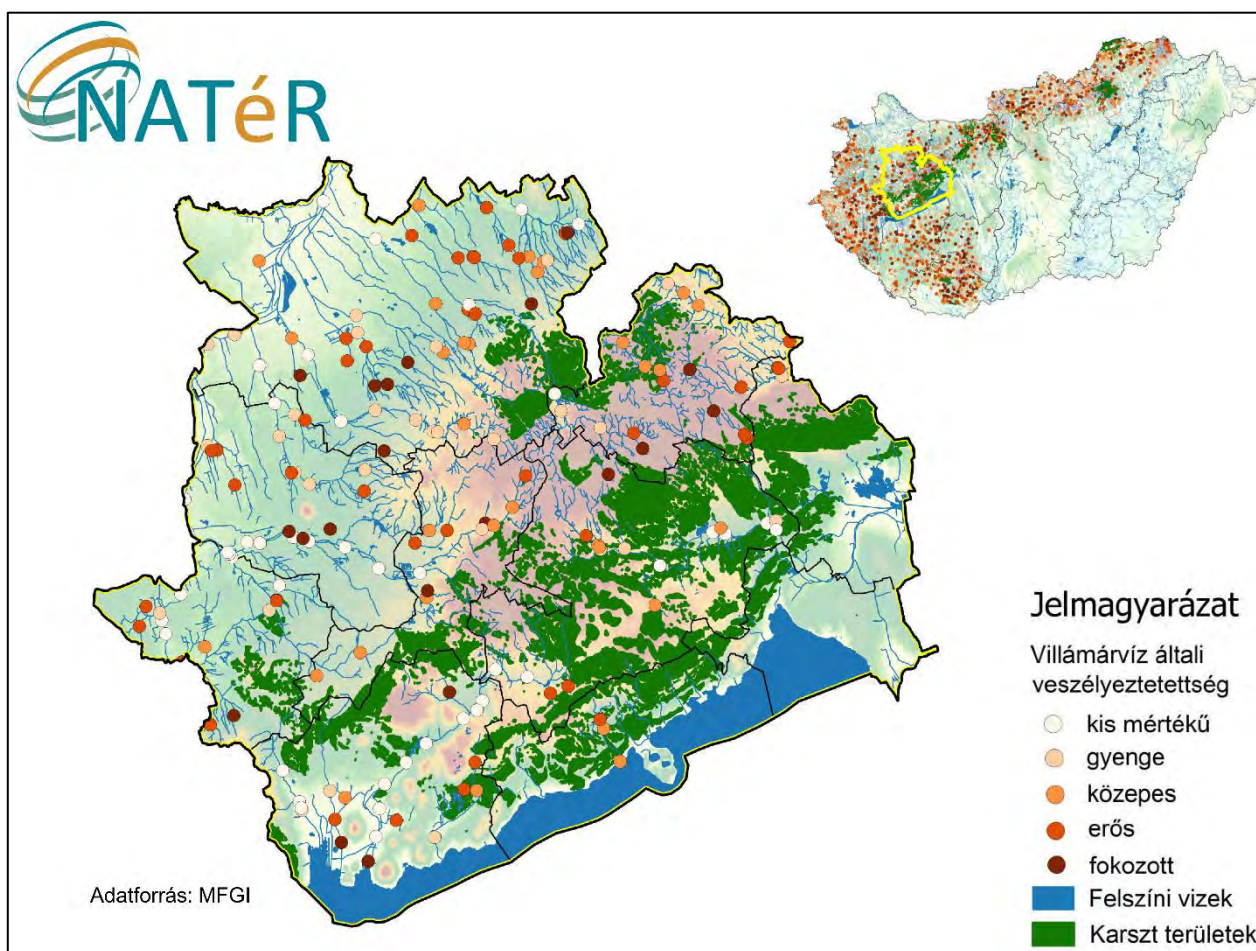 NATéR
Jelmagyarázat
Villámárvíz általi
veszélyeztetettség
kis mértékű
gyenge
közepes
erős
fokozott
Felszíni vizek
Karszt területek
Adatforrás: MFGI